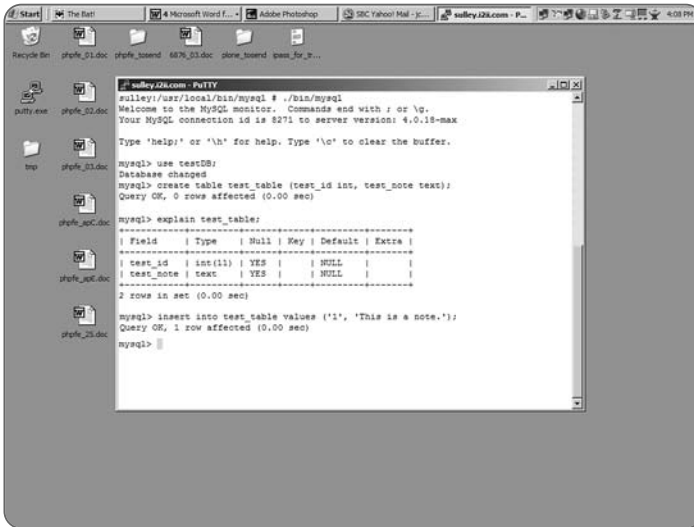 Start
The Bat!
4 Microsoft Word f...
Adobe Photoshop
SBC Yahoo! Mail - jc...
sulley.i2ii.com - P...
4:08 PM
Recycle Bin
phpfe_01.doc
phpfe_tosend
6876_03.doc
plone_tosend
ipass_for_tr...
putty.exe
phpfe_02.doc
tmp
phpfe_03.doc
phpfe_apC.doc
phpfe_apE.doc
phpfe_25.doc
sulley.i2ii.com - PuTTY
sulley:/usr/local/bin/mysql # ./bin/mysql
Welcome to the MySQL monitor.  Commands end with ; or \g.
Your MySQL connection id is 8271 to server version: 4.0.18-max
Type 'help;' or '\h' for help. Type '\c' to clear the buffer.
mysql> use testDB;
Database changed
mysql> create table test_table (test_id int, test_note text);
Query OK, 0 rows affected (0.00 sec)
mysql> explain test_table;
+-----------+---------+------+-----+---------+-------+
| Field     | Type    | Null | Key | Default | Extra |
+-----------+---------+------+-----+---------+-------+
| test_id   | int(11) | YES  |     | NULL    |       |
| test_note | text    | YES  |     | NULL    |       |
+-----------+---------+------+-----+---------+-------+
2 rows in set (0.00 sec)
mysql> insert into test_table values ('1', 'This is a note.');
Query OK, 1 row affected (0.00 sec)
mysql>